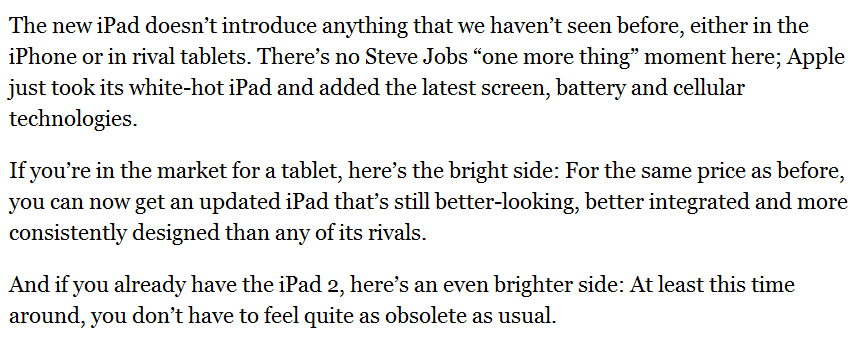 The new iPad doesn’t introduce anything that we haven’t seen before, either in the
iPhone or in rival tablets. There’s no Steve Jobs “one more thing” moment here; Apple
just took its white-hot iPad and added the latest screen, battery and cellular
technologies.
If you’re in the market for a tablet, here’s the bright side: For the same price as before,
you can now get an updated iPad that’s still better-looking, better integrated and more
consistently designed than any of its rivals.
And if you already have the iPad 2, here’s an even brighter side: At least this time
around, you don’t have to feel quite as obsolete as usual.